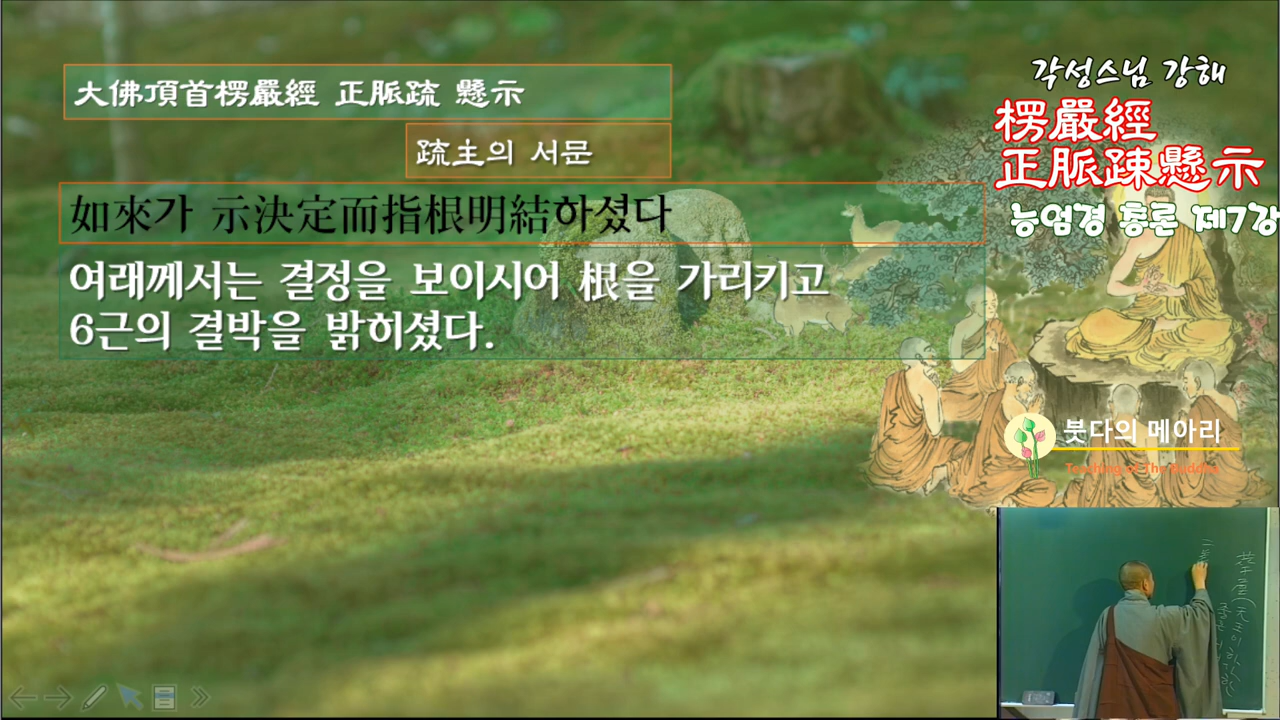 大佛頂首楞嚴經 正脈疏 懸示
疏主의 서문
如來가 示決定而指根明結하셨다
여래께서는 결정을 보이시어 根을 가리키고
6근의 결박을 밝히셨다.
각성스님 강해
楞嚴經
正脈疎懸示
능엄경 총론 제7강
붓다의 메아리
Teaching of The Buddha